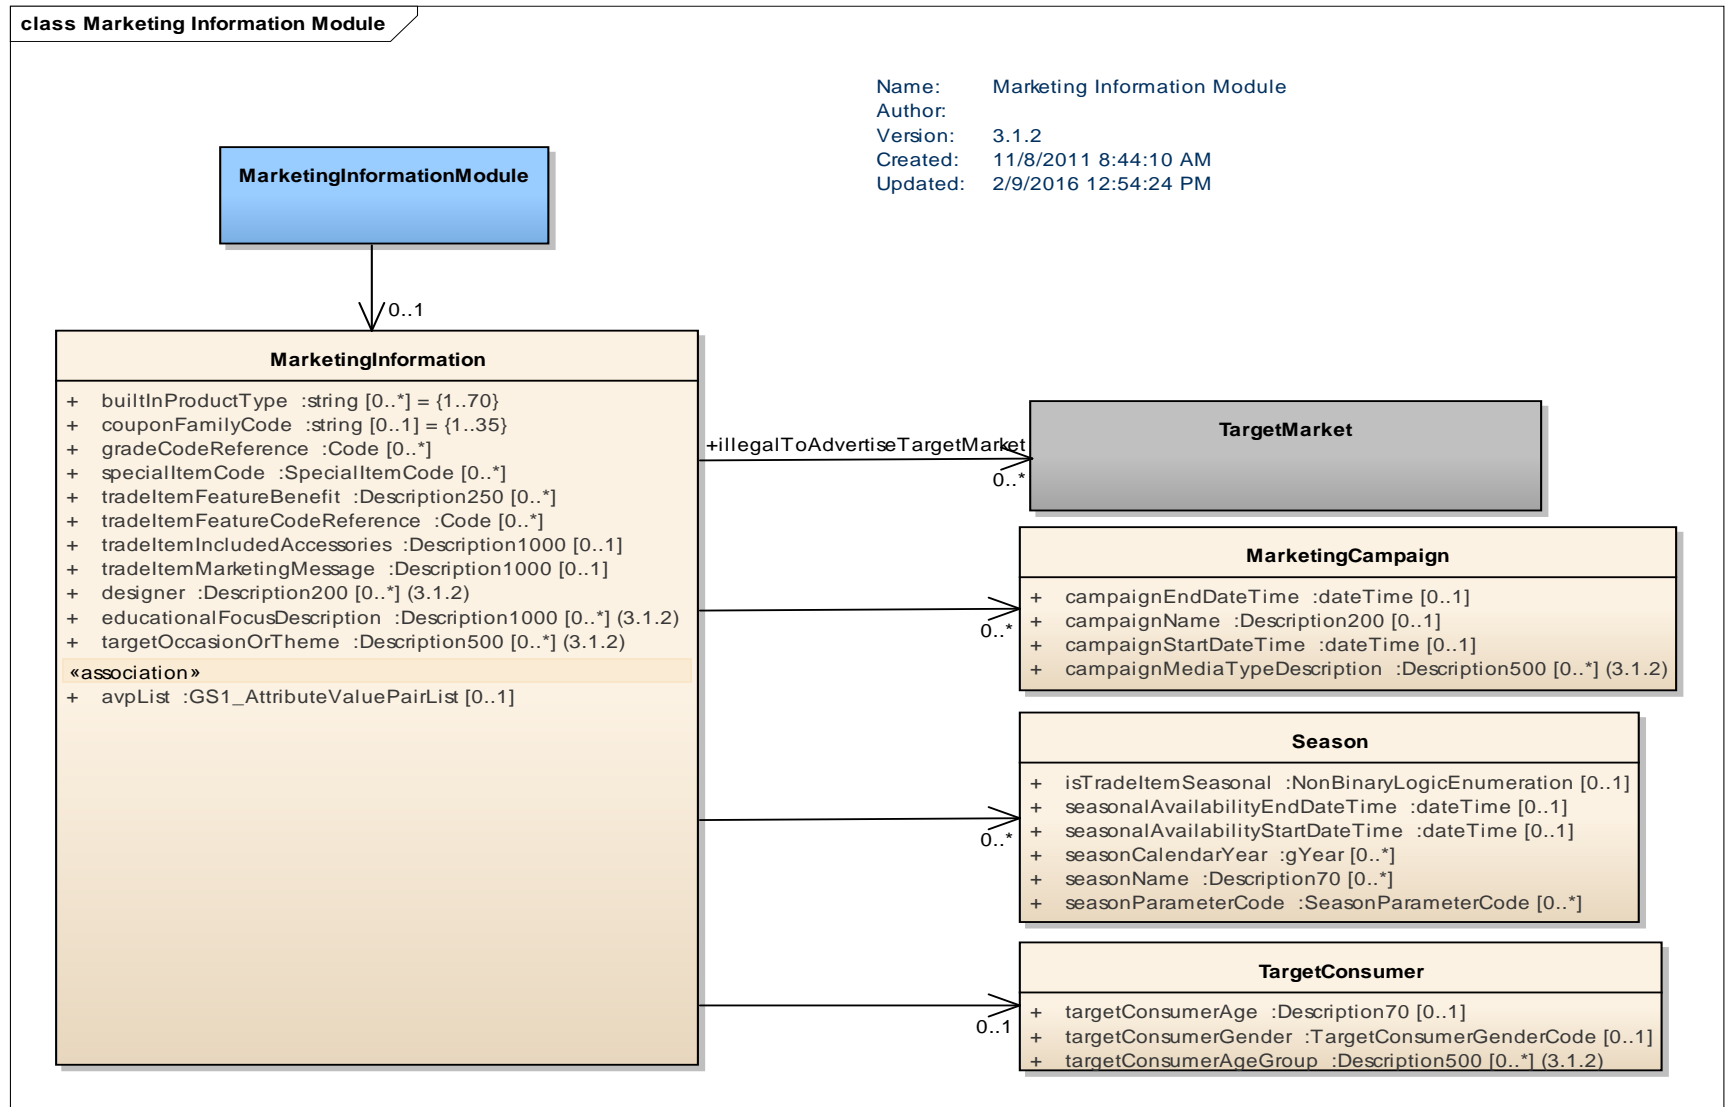 class Marketing Information Module
Name: Marketing Information Module
Author:
Version: 3.1.2
Created: 11/8/2011 8:44:10 AM
Updated: 2/9/2016 12:54:24 PM
MarketingInformationModule
0..1
MarketingInformation
+ builtInProductType :string [0..*] = {1..70}
+ couponFamilyCode :string [0..1] = {1..35}
+ gradeCodeReference :Code [0..*]
+ specialItemCode :SpecialItemCode [0..*]
+ tradeItemFeatureBenefit :Description250 [0..*]
+ tradeItemFeatureCodeReference :Code [0..*]
+ tradeItemIncludedAccessories :Description1000 [0..1]
+ tradeItemMarketingMessage :Description1000 [0..1]
+ designer :Description200 [0..*] (3.1.2)
+ educationalFocusDescription :Description1000 [0..*] (3.1.2)
+ targetOccasionOrTheme :Description500 [0..*] (3.1.2)
«association»
+ avpList :GS1_AttributeValuePairList [0..1]
+illegalToAdvertiseTargetMarket
0..*
TargetMarket
0..*
MarketingCampaign
+ campaignEndDateTime :dateTime [0..1]
+ campaignName :Description200 [0..1]
+ campaignStartDateTime :dateTime [0..1]
+ campaignMediaTypeDescription :Description500 [0..*] (3.1.2)
0..*
Season
+ isTradeItemSeasonal :NonBinaryLogicEnumeration [0..1]
+ seasonalAvailabilityEndDateTime :dateTime [0..1]
+ seasonalAvailabilityStartDateTime :dateTime [0..1]
+ seasonCalendarYear :gYear [0..*]
+ seasonName :Description70 [0..*]
+ seasonParameterCode :SeasonParameterCode [0..*]
0..1
TargetConsumer
+ targetConsumerAge :Description70 [0..1]
+ targetConsumerGender :TargetConsumerGenderCode [0..1]
+ targetConsumerAgeGroup :Description500 [0..*] (3.1.2)